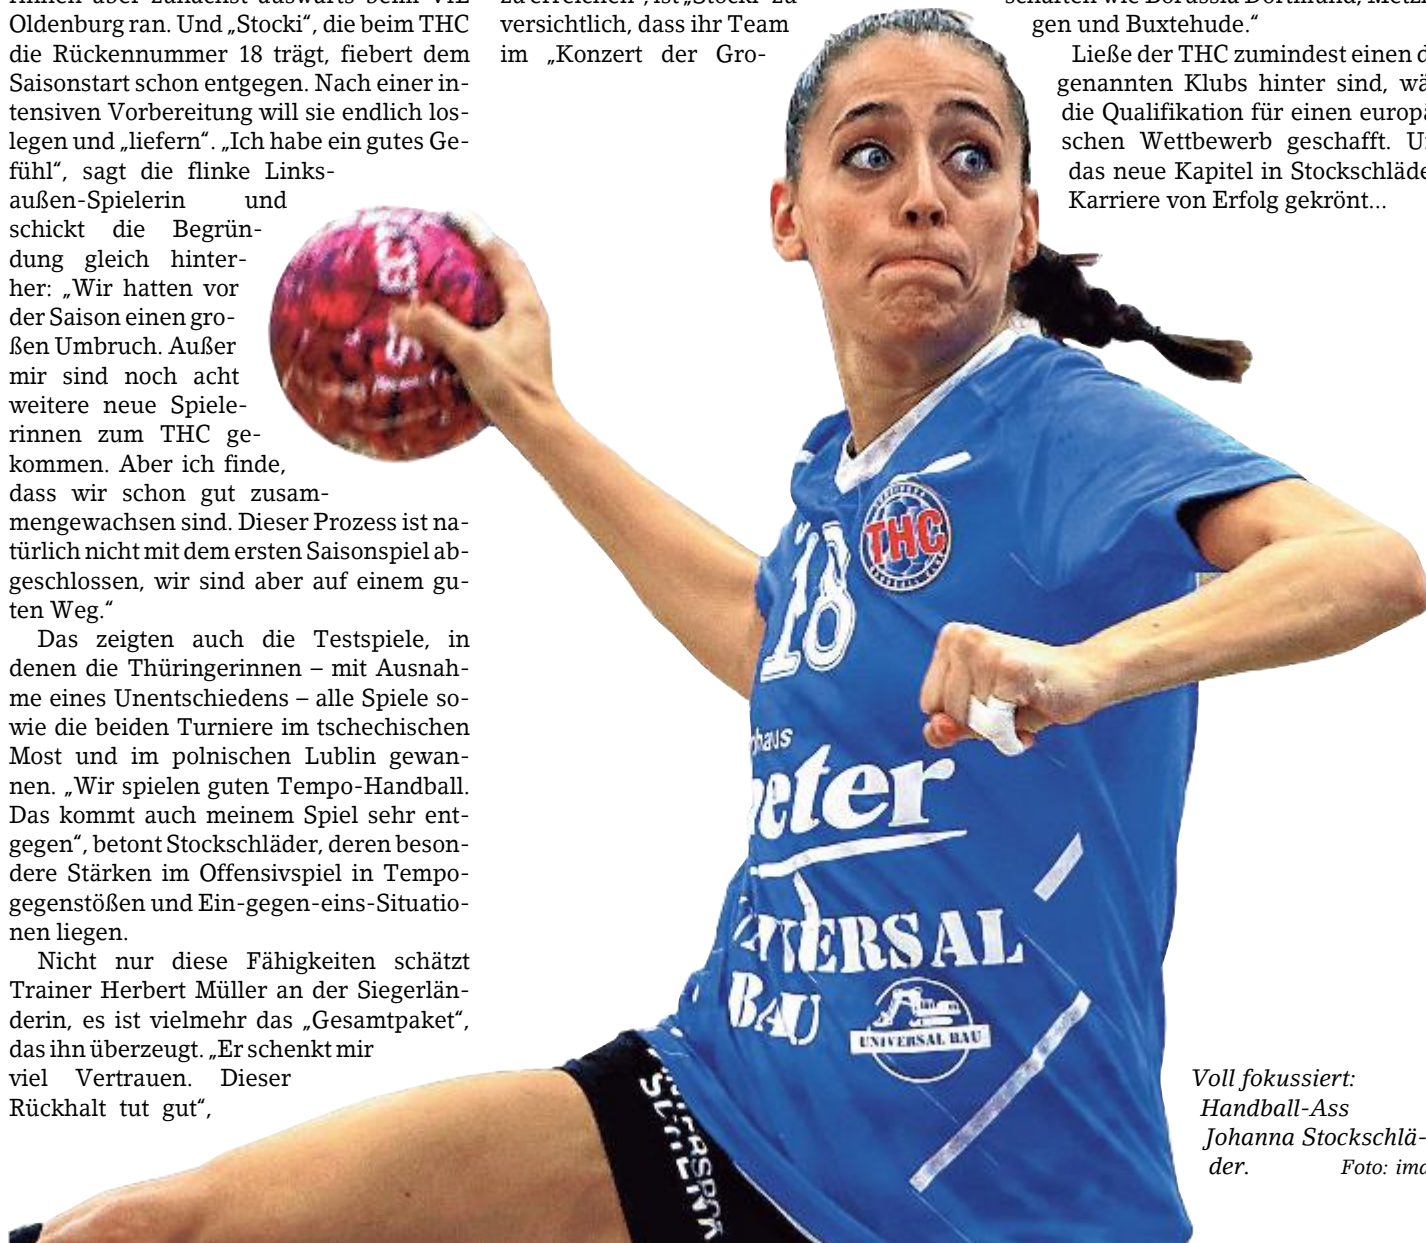 Oldenburg ran. Und „Stocki“, die beim THC
die Rückennummer 18 trägt, fiebert dem
Saisonstart schon entgegen. Nach einer in-
tensiven Vorbereitung will sie endlich los-
legen und „liefern“. „Ich habe ein gutes Ge-
fühl“, sagt die flinke Links-
außen-Spielerin und
schickt die Begrün-
dung gleich hinter-
her: „Wir hatten vor
der Saison einen gro-
ßen Umbruch. Außer
mir sind noch acht
weitere neue Spiele-
rinnen zum THC ge-
kommen. Aber ich finde,
dass wir schon gut zusam-
mengewachsen sind. Dieser Prozess ist na-
türlich nicht mit dem ersten Saisonspiel ab-
geschlossen, wir sind aber auf einem gu-
ten Weg.“
Das zeigten auch die Testspiele, in
denen die Thüringerinnen – mit Ausnah-
me eines Unentschiedens – alle Spiele so-
wie die beiden Turniere im tschechischen
Most und im polnischen Lublin gewan-
nen. „Wir spielen guten Tempo-Handball.
Das kommt auch meinem Spiel sehr ent-
gegen“, betont Stockschläder, deren beson-
dere Stärken im Offensivspiel in Tempo-
gegenstößen und Ein-gegen-eins-Situatio-
nen liegen.
Nicht nur diese Fähigkeiten schätzt
Trainer Herbert Müller an der Siegerlän-
derin, es ist vielmehr das „Gesamtpaket“,
das ihn überzeugt. „Er schenkt mir
viel Vertrauen. Dieser
Rückhalt tut gut“,
versichtlich, dass ihr Team
im „Konzert der Gro-
gen und Buxtehude.“
Ließe der THC zumindest einen d
genannten Klubs hinter sind, wä
die Qualifikation für einen europä
schen Wettbewerb geschafft. U
das neue Kapitel in Stockschläde
Karriere von Erfolg gekrönt...
THC
18
haus
eter
UNIVERSAL
BAU
UNIVERSAL BAU
Voll fokussiert:
Handball-Ass
Johanna Stockschlä-
der. Foto: ima